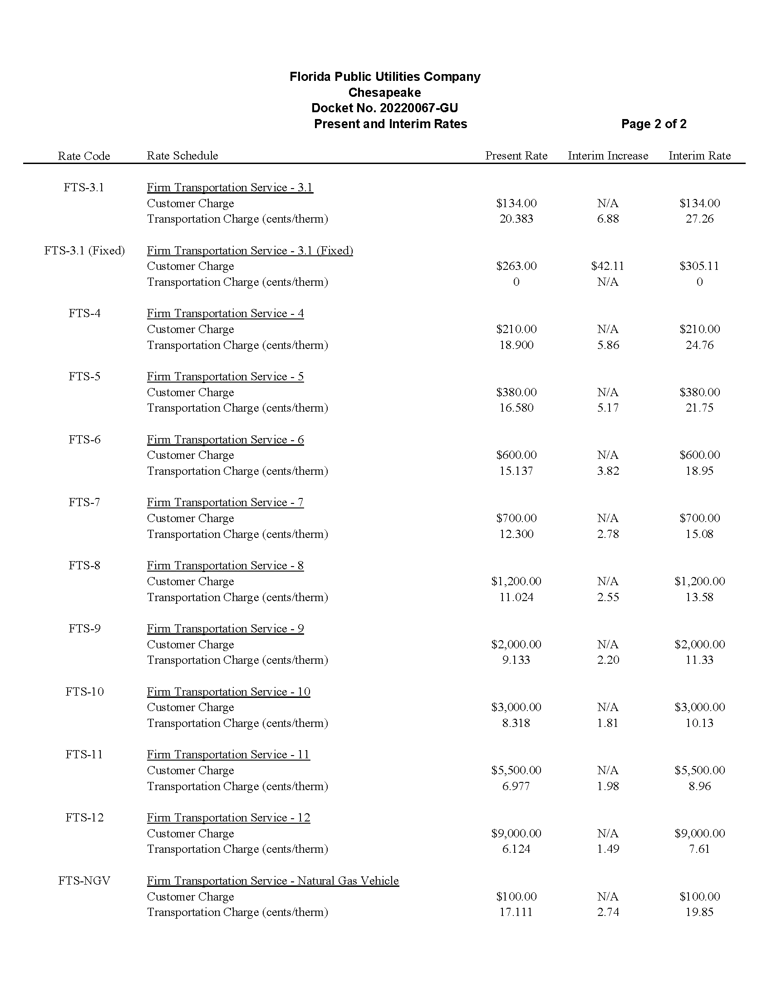 Florida Public Utilities Company
Chesapeake
Docket No. 20220067-GU
Present and Interim Rates Page 2 of 2
Rate Code Rate Schedule Present Rate Interim Increase Interim Rate
FTS-3.1 Firm Transportation Service - 3.1
Customer Charge $134.00 N/A $134.00
Transportation Charge (cents/therm) 20.383 6.88 27.26
FTS-3.1 (Fixed) Firm Transportation Service - 3.1 (Fixed)
Customer Charge $263.00 $42.11 $305.11
Transportation Charge (cents/therm) 0 N/A 0
FTS-4 Firm Transportation Service - 4
Customer Charge $210.00 N/A $210.00
Transportation Charge (cents/therm) 18.900 5.86 24.76
FTS-5 Firm Transportation Service - 5
Customer Charge $380.00 N/A $380.00
Transportation Charge (cents/therm) 16.580 5.17 21.75
FTS-6 Firm Transportation Service - 6
Customer Charge $600.00 N/A $600.00
Transportation Charge (cents/therm) 15.137 3.82 18.95
FTS-7 Firm Transportation Service - 7
Customer Charge $700.00 N/A $700.00
Transportation Charge (cents/therm) 12.300 2.78 15.08
FTS-8 Firm Transportation Service - 8
Customer Charge $1,200.00 N/A $1,200.00
Transportation Charge (cents/therm) 11.024 2.55 13.58
FTS-9 Firm Transportation Service - 9
Customer Charge $2,000.00 N/A $2,000.00
Transportation Charge (cents/therm) 9.133 2.20 11.33
FTS-10 Firm Transportation Service - 10
Customer Charge $3,000.00 N/A $3,000.00
Transportation Charge (cents/therm) 8.318 1.81 10.13
FTS-11 Firm Transportation Service - 11
Customer Charge $5,500.00 N/A $5,500.00
Transportation Charge (cents/therm) 6.977 1.98 8.96
FTS-12 Firm Transportation Service - 12
Customer Charge $9,000.00 N/A $9,000.00
Transportation Charge (cents/therm) 6.124 1.49 7.61
FTS-NGV Firm Transportation Service - Natural Gas Vehicle
Customer Charge $100.00 N/A $100.00
Transportation Charge (cents/therm) 17.111 2.74 19.85